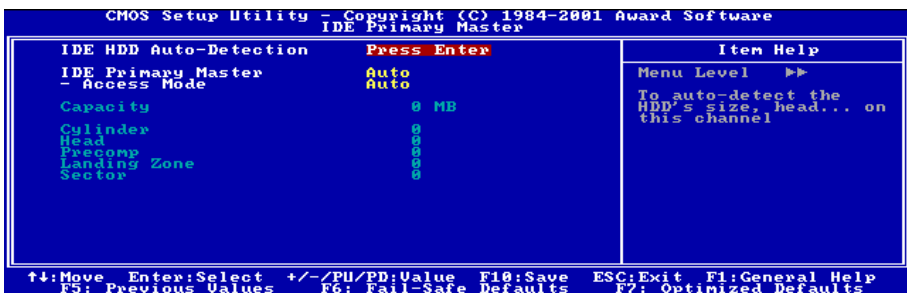 CMOS Setup Utility - Copyright (C) 1984-2001 Award Software
IDE Primary Master
IDE HDD Auto-Detection Press Enter
IDE Primary Master Auto
- Access Mode Auto
Capacity 0 MB
Cylinder 0
Head 0
Precomp 0
Landing Zone 0
Sector 0
Item Help
Menu Level ▶▶
To auto-detect the
HDD's size, head... on
this channel
↑↓:Move Enter:Select +/-/PU/PD:Value F10:Save ESC:Exit F1:General Help
F5: Previous Values F6: Fail-Safe Defaults F7: Optimized Defaults